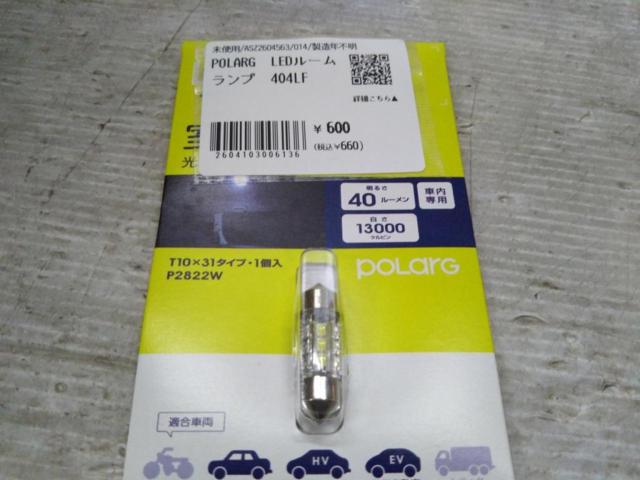 未使用/ASZ2604563/014/製造年不明
POLARG LEDルーム
ランプ 404LF
詳細こちら▲
¥ 600
(税込¥660)
2604103006136
光
明るさ
40 ルーメン
車内
専用
白さ
13000
ケルビン
T10×31タイプ・1個入
P2822W
POLARG
適合車両
HV
EV